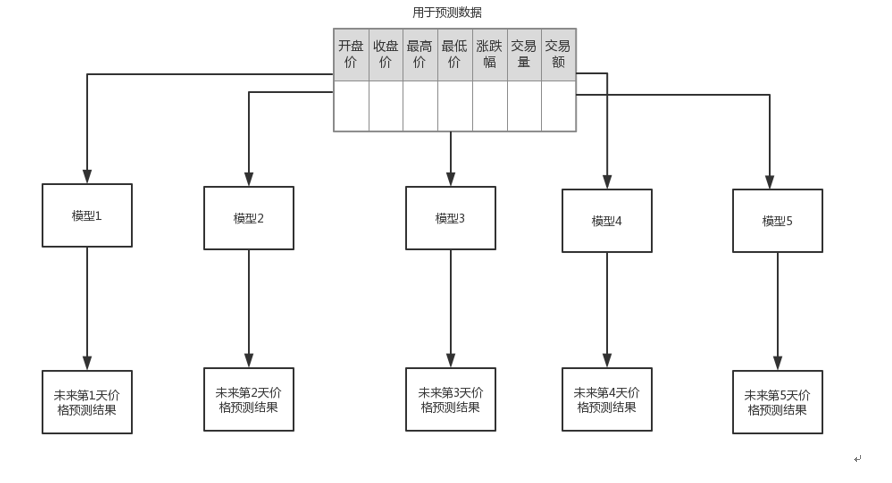 用于预测数据
开盘
价
收盘
价
最高
价
最低
价
涨跌
幅
交易
量
交易
额
模型1
模型2
模型3
模型4
模型5
未来第1天价
格预测结果
未来第2天价
格预测结果
未来第3天价
格预测结果
未来第4天价
格预测结果
未来第5天价
格预测结果